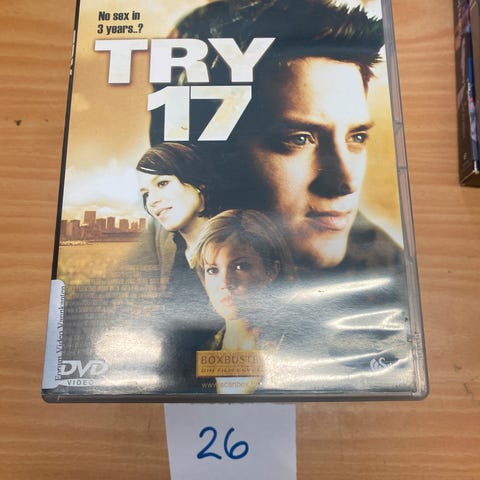 No sex in
3 years..?
TRY
17
DVD
VIDEO
BOXBUSTER
26